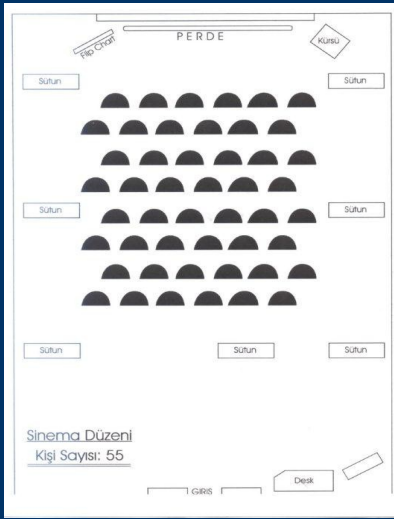 PERDE
Flip Chart
Kürsü
Sütun
Sütun
Sütun
Sütun
Sütun
Sütun
Sütun
Sinema Düzeni
Kişi Sayısı: 55
Desk
GİRİS